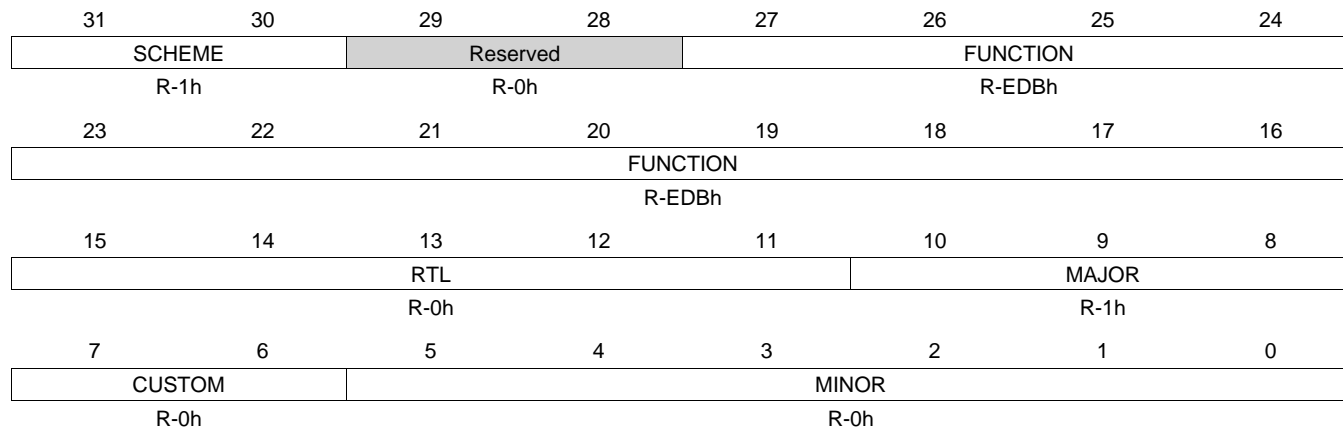 31 30 29 28 27 26 25 24
SCHEME Reserved FUNCTION
R-1h R-0h R-EDBh
23 22 21 20 19 18 17 16
FUNCTION
R-EDBh
15 14 13 12 11 10 9 8
RTL MAJOR
R-0h R-1h
7 6 5 4 3 2 1 0
CUSTOM MINOR
R-0h R-0h